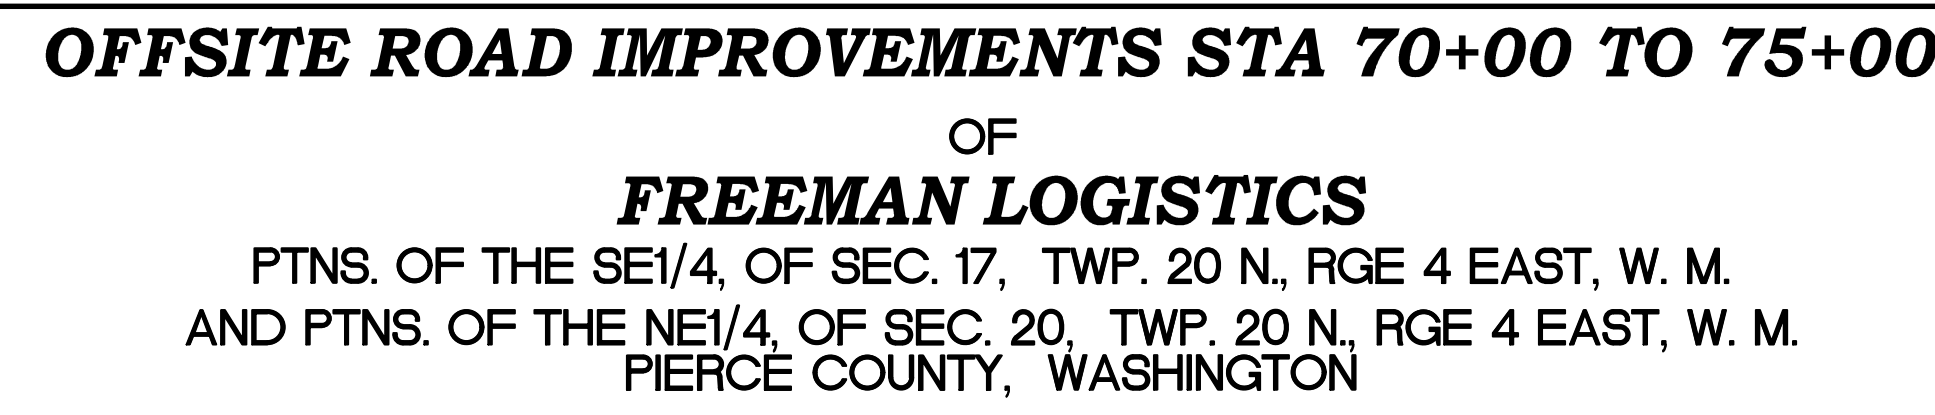 OFFSITE ROAD IMPROVEMENTS STA 70+00 TO 75+00
OF
FREEMAN LOGISTICS
PTNS. OF THE SE1/4, OF SEC. 17, TWP. 20 N., RGE 4 EAST, W. M.
AND PTNS. OF THE NE1/4, OF SEC. 20, TWP. 20 N., RGE 4 EAST, W. M.
PIERCE COUNTY, WASHINGTON